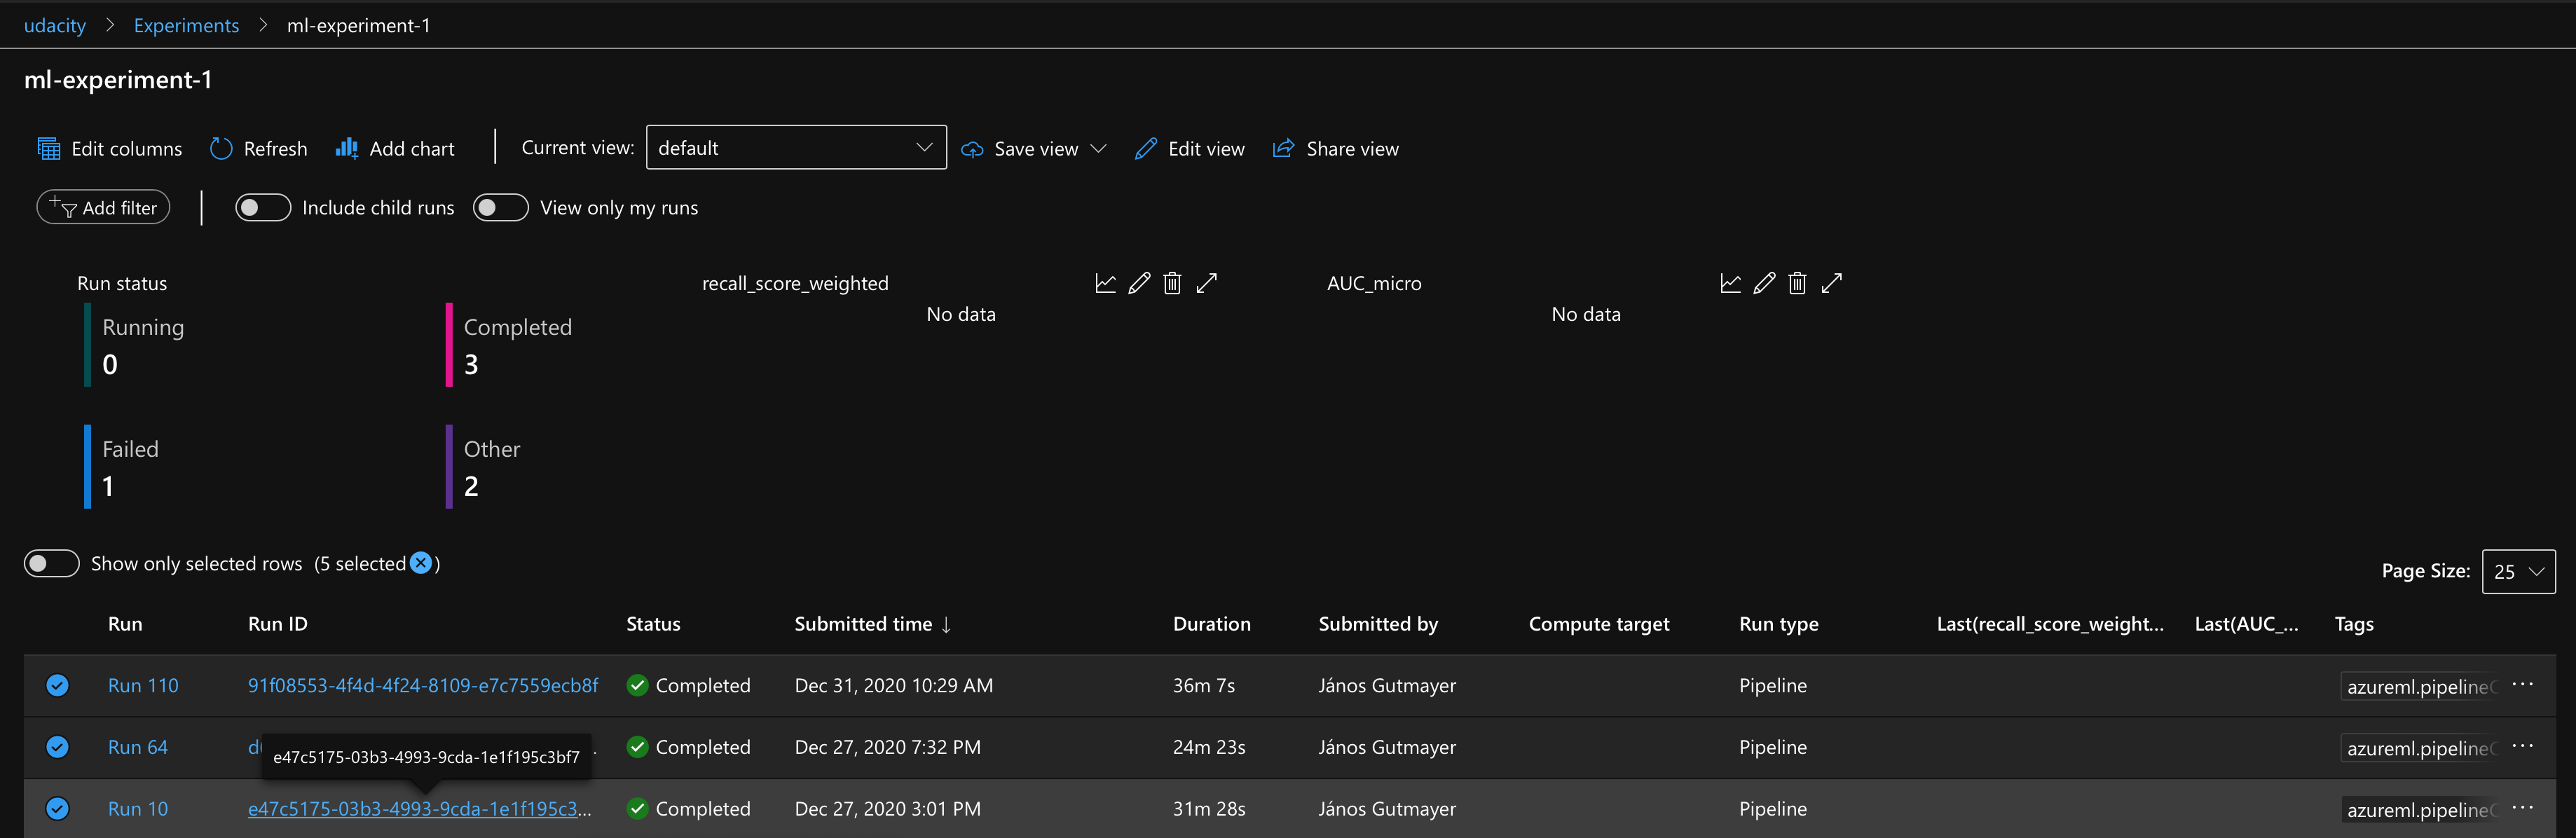 udacity > Experiments > ml-experiment-1
ml-experiment-1
Edit columns Refresh Add chart Current view: default Save view Edit view Share view
Add filter Include child runs View only my runs
Run status recall_score_weighted AUC_micro
No data No data
Running Completed
0 3
Failed Other
1 2
Show only selected rows (5 selected )
Page Size: 25
Run Run ID Status Submitted time ↓ Duration Submitted by Compute target Run type Last(recall_score_weight... Last(AUC_... Tags
Run 110 91f08553-4f4d-4f24-8109-e7c7559ecb8f Completed Dec 31, 2020 10:29 AM 36m 7s János Gutmayer Pipeline azureml.pipeline ...
Run 64 Completed Dec 27, 2020 7:32 PM 24m 23s János Gutmayer Pipeline azureml.pipeline ...
e47c5175-03b3-4993-9cda-1e1f195c3bf7
Run 10 e47c5175-03b3-4993-9cda-1e1f195c3... Completed Dec 27, 2020 3:01 PM 31m 28s János Gutmayer Pipeline azureml.pipeline ...